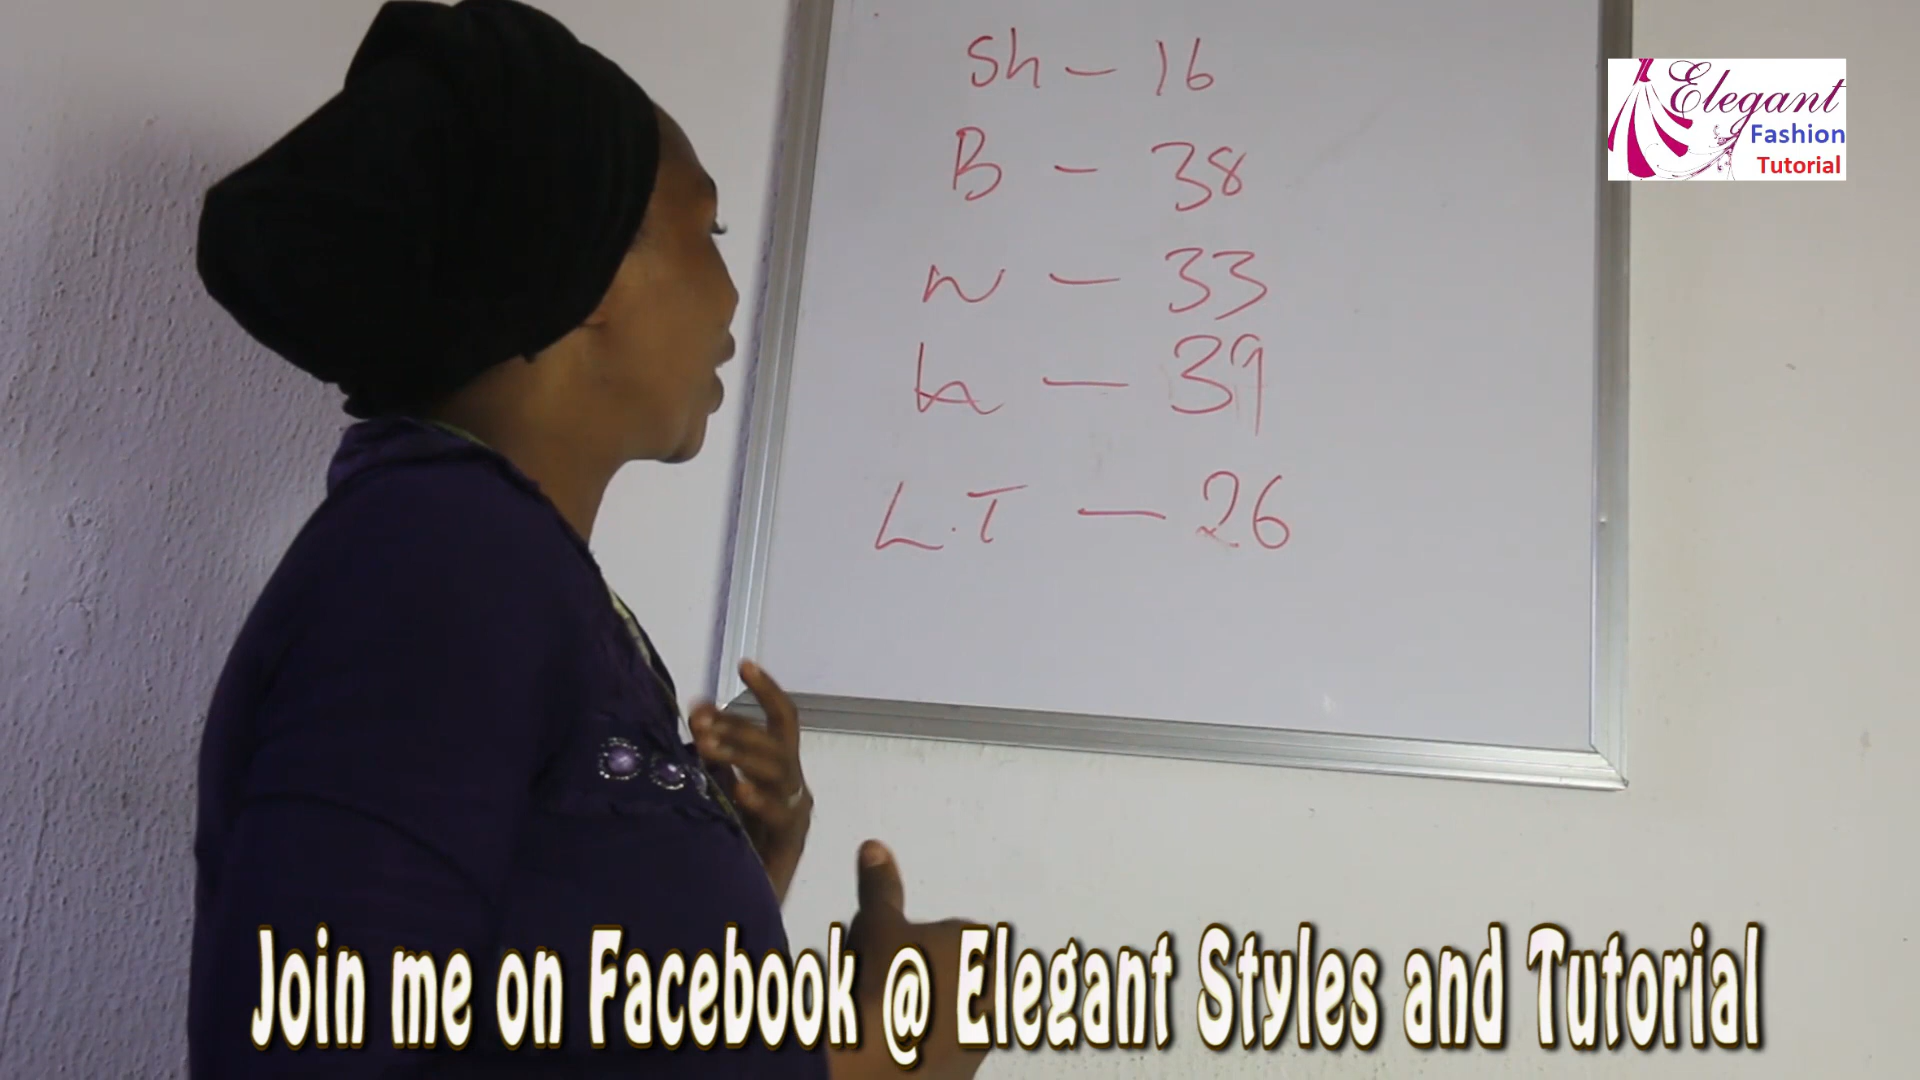 Sh - 16
B - 38
W - 33
h - 39
L.T - 26
Elegant
Fashion
Tutorial
Join me on Facebook @ Elegant Styles and Tutorial